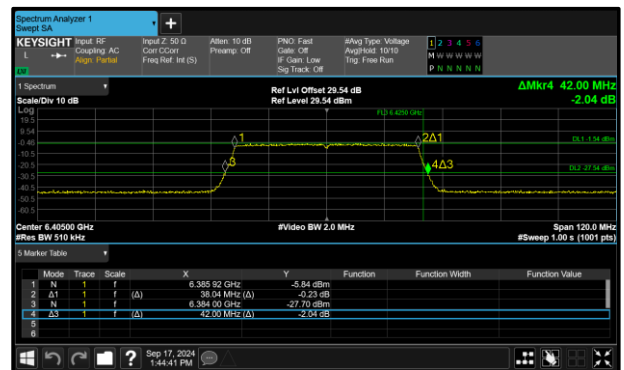 Spectrum Analyzer 1
Swept SA
+
KEYSIGHT Input: RF Input Z: 50 Ω Atten: 10 dB PNO: Fast #Avg Type: Voltage 1 2 3 4 5 6
L Coupling: AC Corr CCorr Preamp: Off Gate: Off Avg|Hold: 10/10 M W W W W W
Align: Partial Freq Ref: Int (S) IF Gain: Low Trig: Free Run P N N N N N
Sig Track: Off
1 Spectrum Ref Lvl Offset 29.54 dB ΔMkr4 42.00 MHz
Scale/Div 10 dB Ref Level 29.54 dBm -2.04 dB
Log
19.5 FL3 6.4250 GHz
9.54
-0.46 1 2Δ1 DL1 -1.54 dBm
-10.5
-20.5 3 4Δ3 DL2 -27.54 dBm
-30.5
-40.5
-50.5
-60.5
Center 6.40500 GHz #Video BW 2.0 MHz Span 120.0 MHz
#Res BW 510 kHz #Sweep 1.00 s (1001 pts)
5 Marker Table
Mode Trace Scale X Y Function Function Width Function Value
1 N 1 f 6.385 92 GHz -5.84 dBm
2 Δ1 1 f (Δ) 38.04 MHz (Δ) -0.23 dB
3 N 1 f 6.384 00 GHz -27.70 dBm
4 Δ3 1 f (Δ) 42.00 MHz (Δ) -2.04 dB
5
6
? Sep 17, 2024
1:44:41 PM